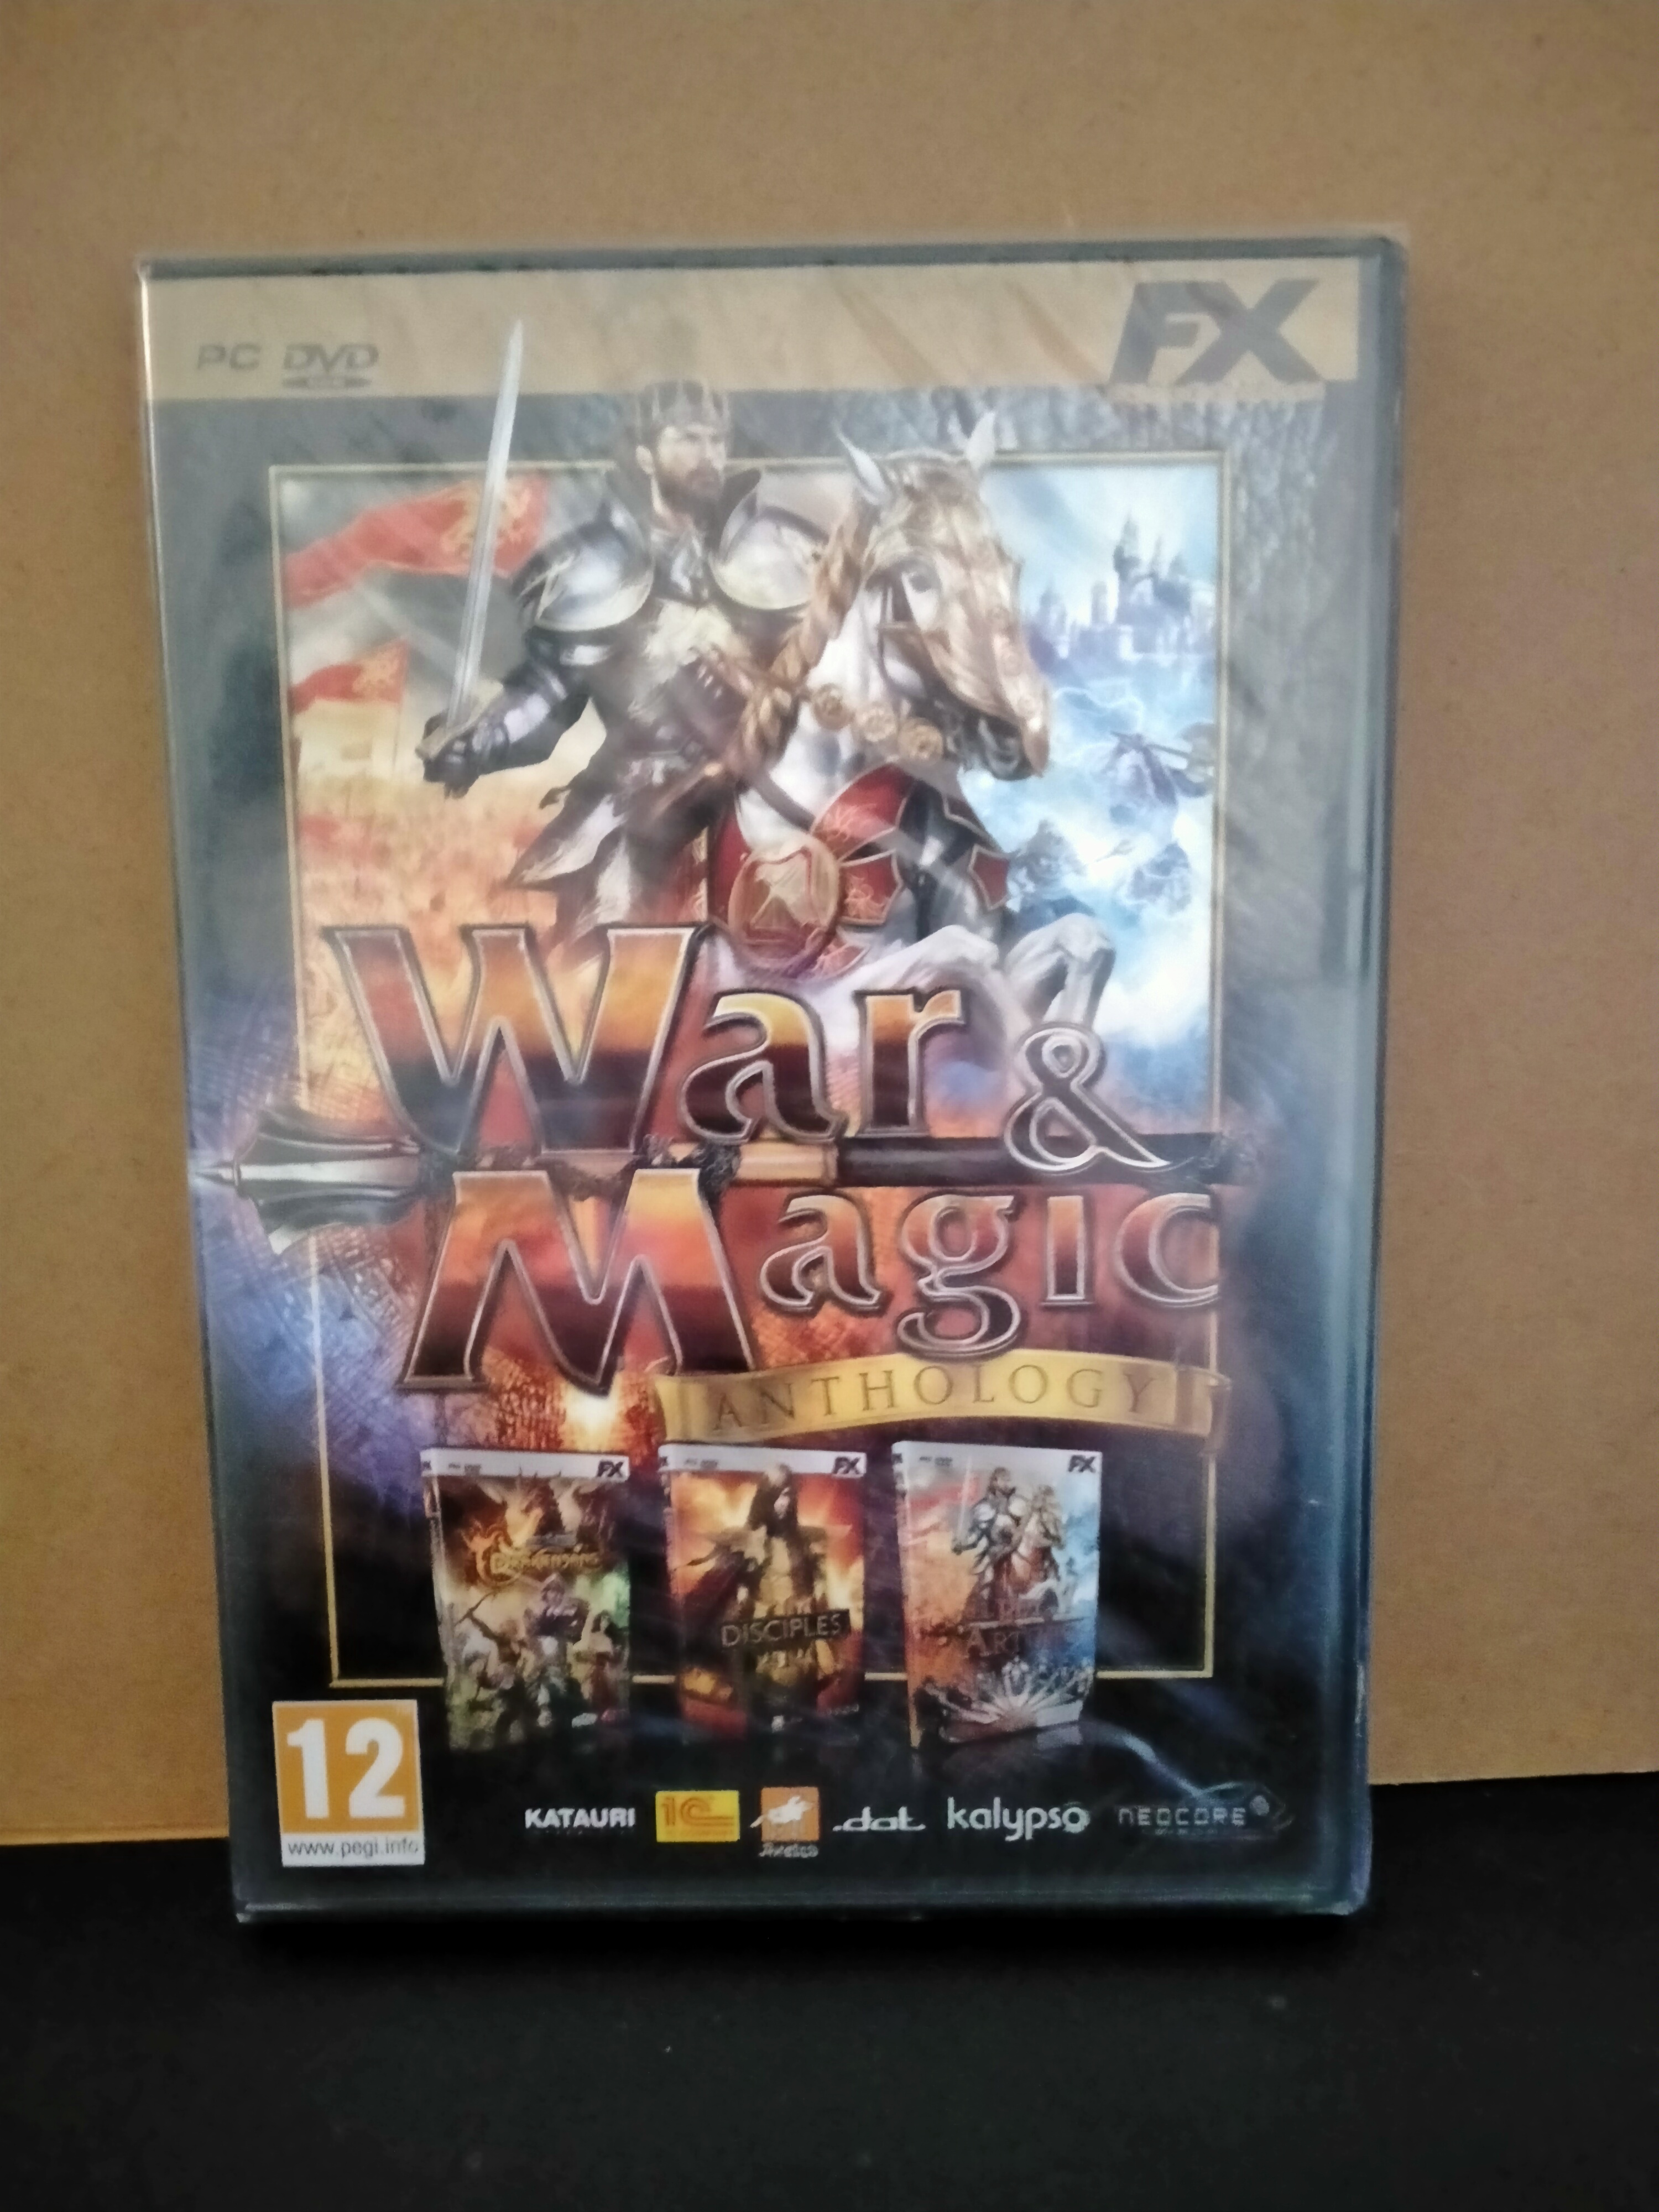 PC DVD
FX
War &
Magic
ANTHOLOGY
FX
FX
FX
DISCIPLES
12
www.pegi.info
KATAURI
1C
.dat
kalypso
NEOCORE